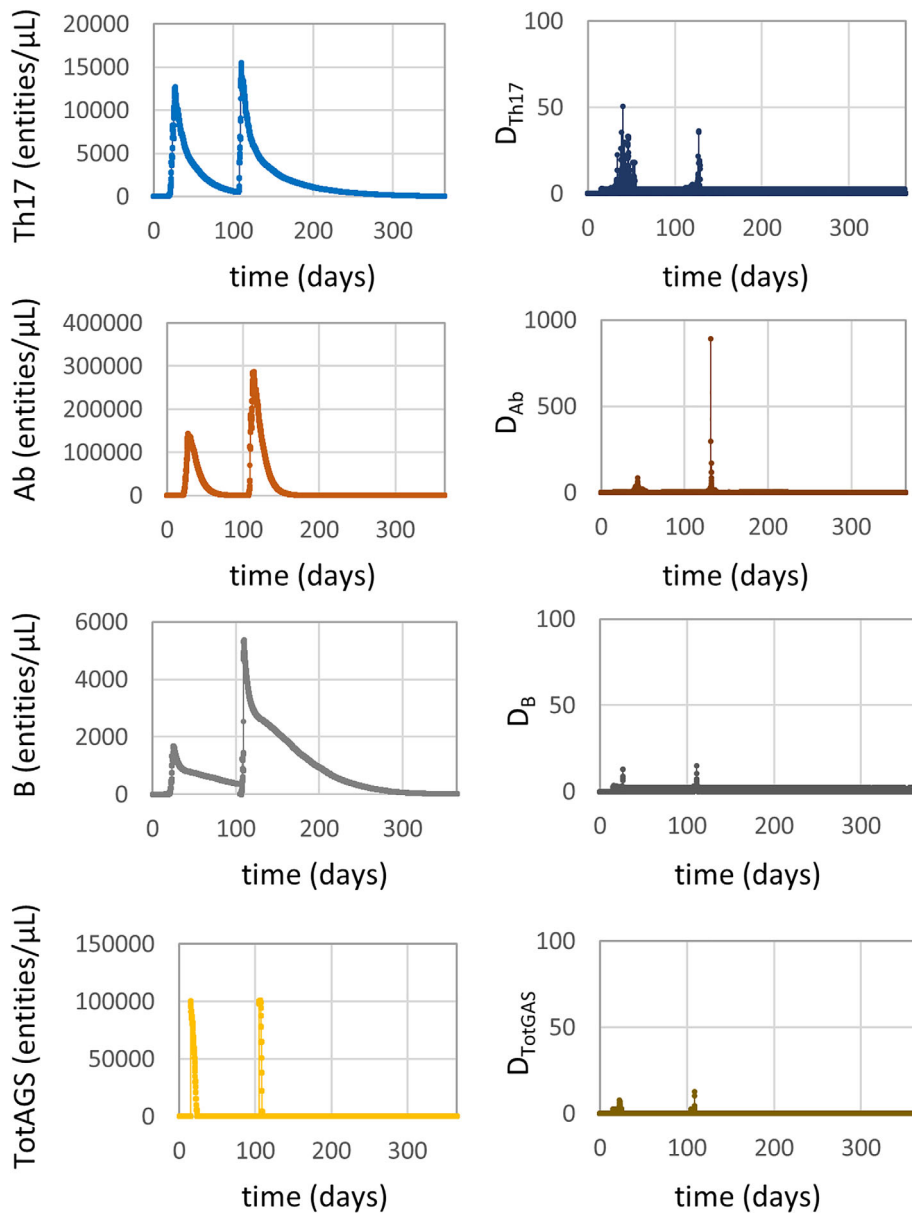 Th17 (entities/μL)
20000
15000
10000
5000
0
0 100 200 300
time (days)
D_Th17
100
50
0
0 100 200 300
time (days)
Ab (entities/μL)
400000
300000
200000
100000
0
0 100 200 300
time (days)
D_Ab
1000
500
0
0 100 200 300
time (days)
B (entities/μL)
6000
4000
2000
0
0 100 200 300
time (days)
D_B
100
50
0
0 100 200 300
time (days)
TotAGS (entities/μL)
150000
100000
50000
0
0 100 200 300
time (days)
D_TotGAS
100
50
0
0 100 200 300
time (days)